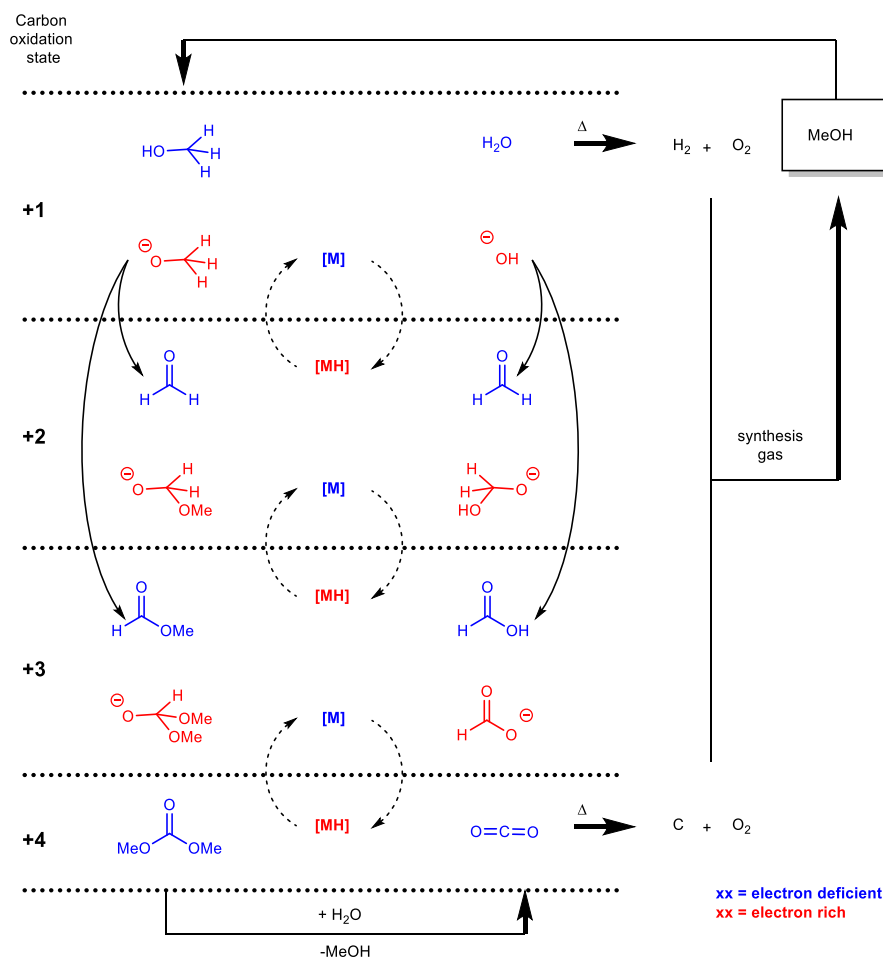 Carbon
oxidation
state
HO H H H
H2O
Δ
H2 + O2
MeOH
+1
⊖ O H H H
[M]
⊖ OH
O H H
[MH]
O H H
+2
synthesis
gas
⊖ O H H OMe
[M]
H H HO O ⊖
O H OMe
[MH]
O H OH
+3
⊖ O H OMe OMe
[M]
O H O ⊖
+4
O MeO OMe
[MH]
O=C=O
Δ
C + O2
xx = electron deficient
xx = electron rich
+ H2O
-MeOH